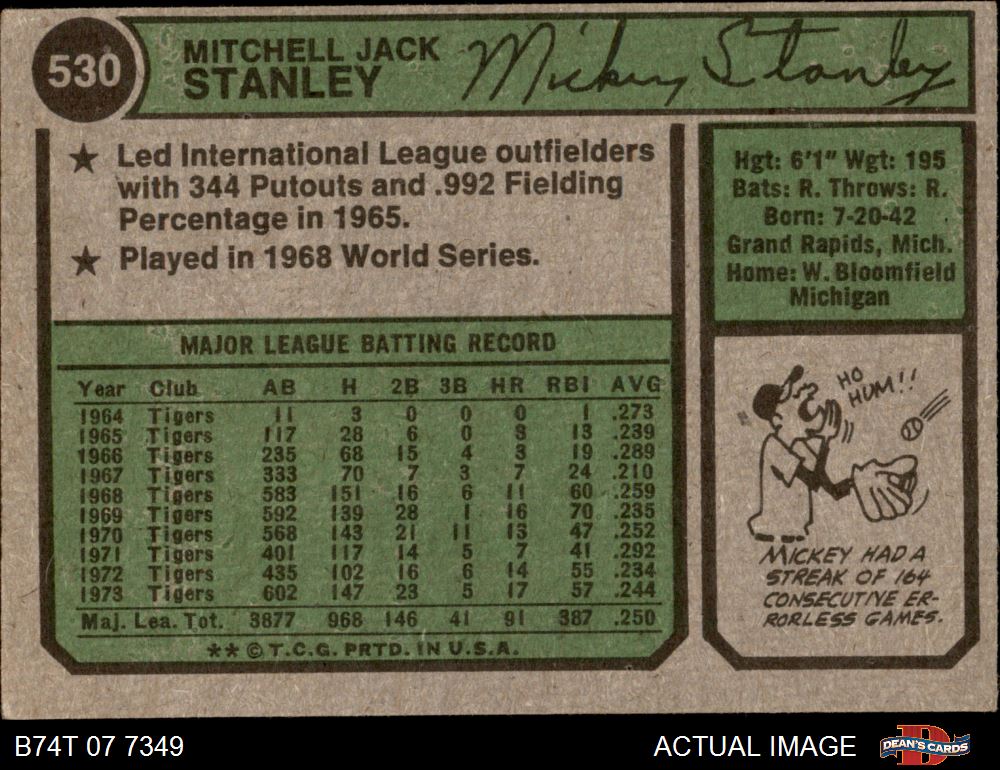 530
MITCHELL JACK
STANLEY
Mickey Stanley
★ Led International League outfielders
with 344 Putouts and .992 Fielding
Percentage in 1965.
★ Played in 1968 World Series.
Hgt: 6'1" Wgt: 195
Bats: R. Throws: R.
Born: 7-20-42
Grand Rapids, Mich.
Home: W. Bloomfield
Michigan
MAJOR LEAGUE BATTING RECORD
Year Club AB H 2B 3B HR RBI AVG
1964 Tigers 11 3 0 0 0 1 .273
1965 Tigers 117 28 6 0 3 13 .239
1966 Tigers 235 68 15 4 3 19 .289
1967 Tigers 333 70 7 3 7 24 .210
1968 Tigers 583 151 16 6 11 60 .259
1969 Tigers 592 139 28 1 16 70 .235
1970 Tigers 568 143 21 11 13 47 .252
1971 Tigers 401 117 14 5 7 41 .292
1972 Tigers 435 102 16 6 14 55 .234
1973 Tigers 602 147 23 5 17 57 .244
Maj. Lea. Tot. 3877 968 146 41 91 387 .250
** © T.C.G. PRTD. IN U.S.A.
HO
HUM!!
MICKEY HAD A
STREAK OF 164
CONSECUTIVE ER-
RORLESS GAMES.
B74T 07 7349
ACTUAL IMAGE
DEAN'S CARDS